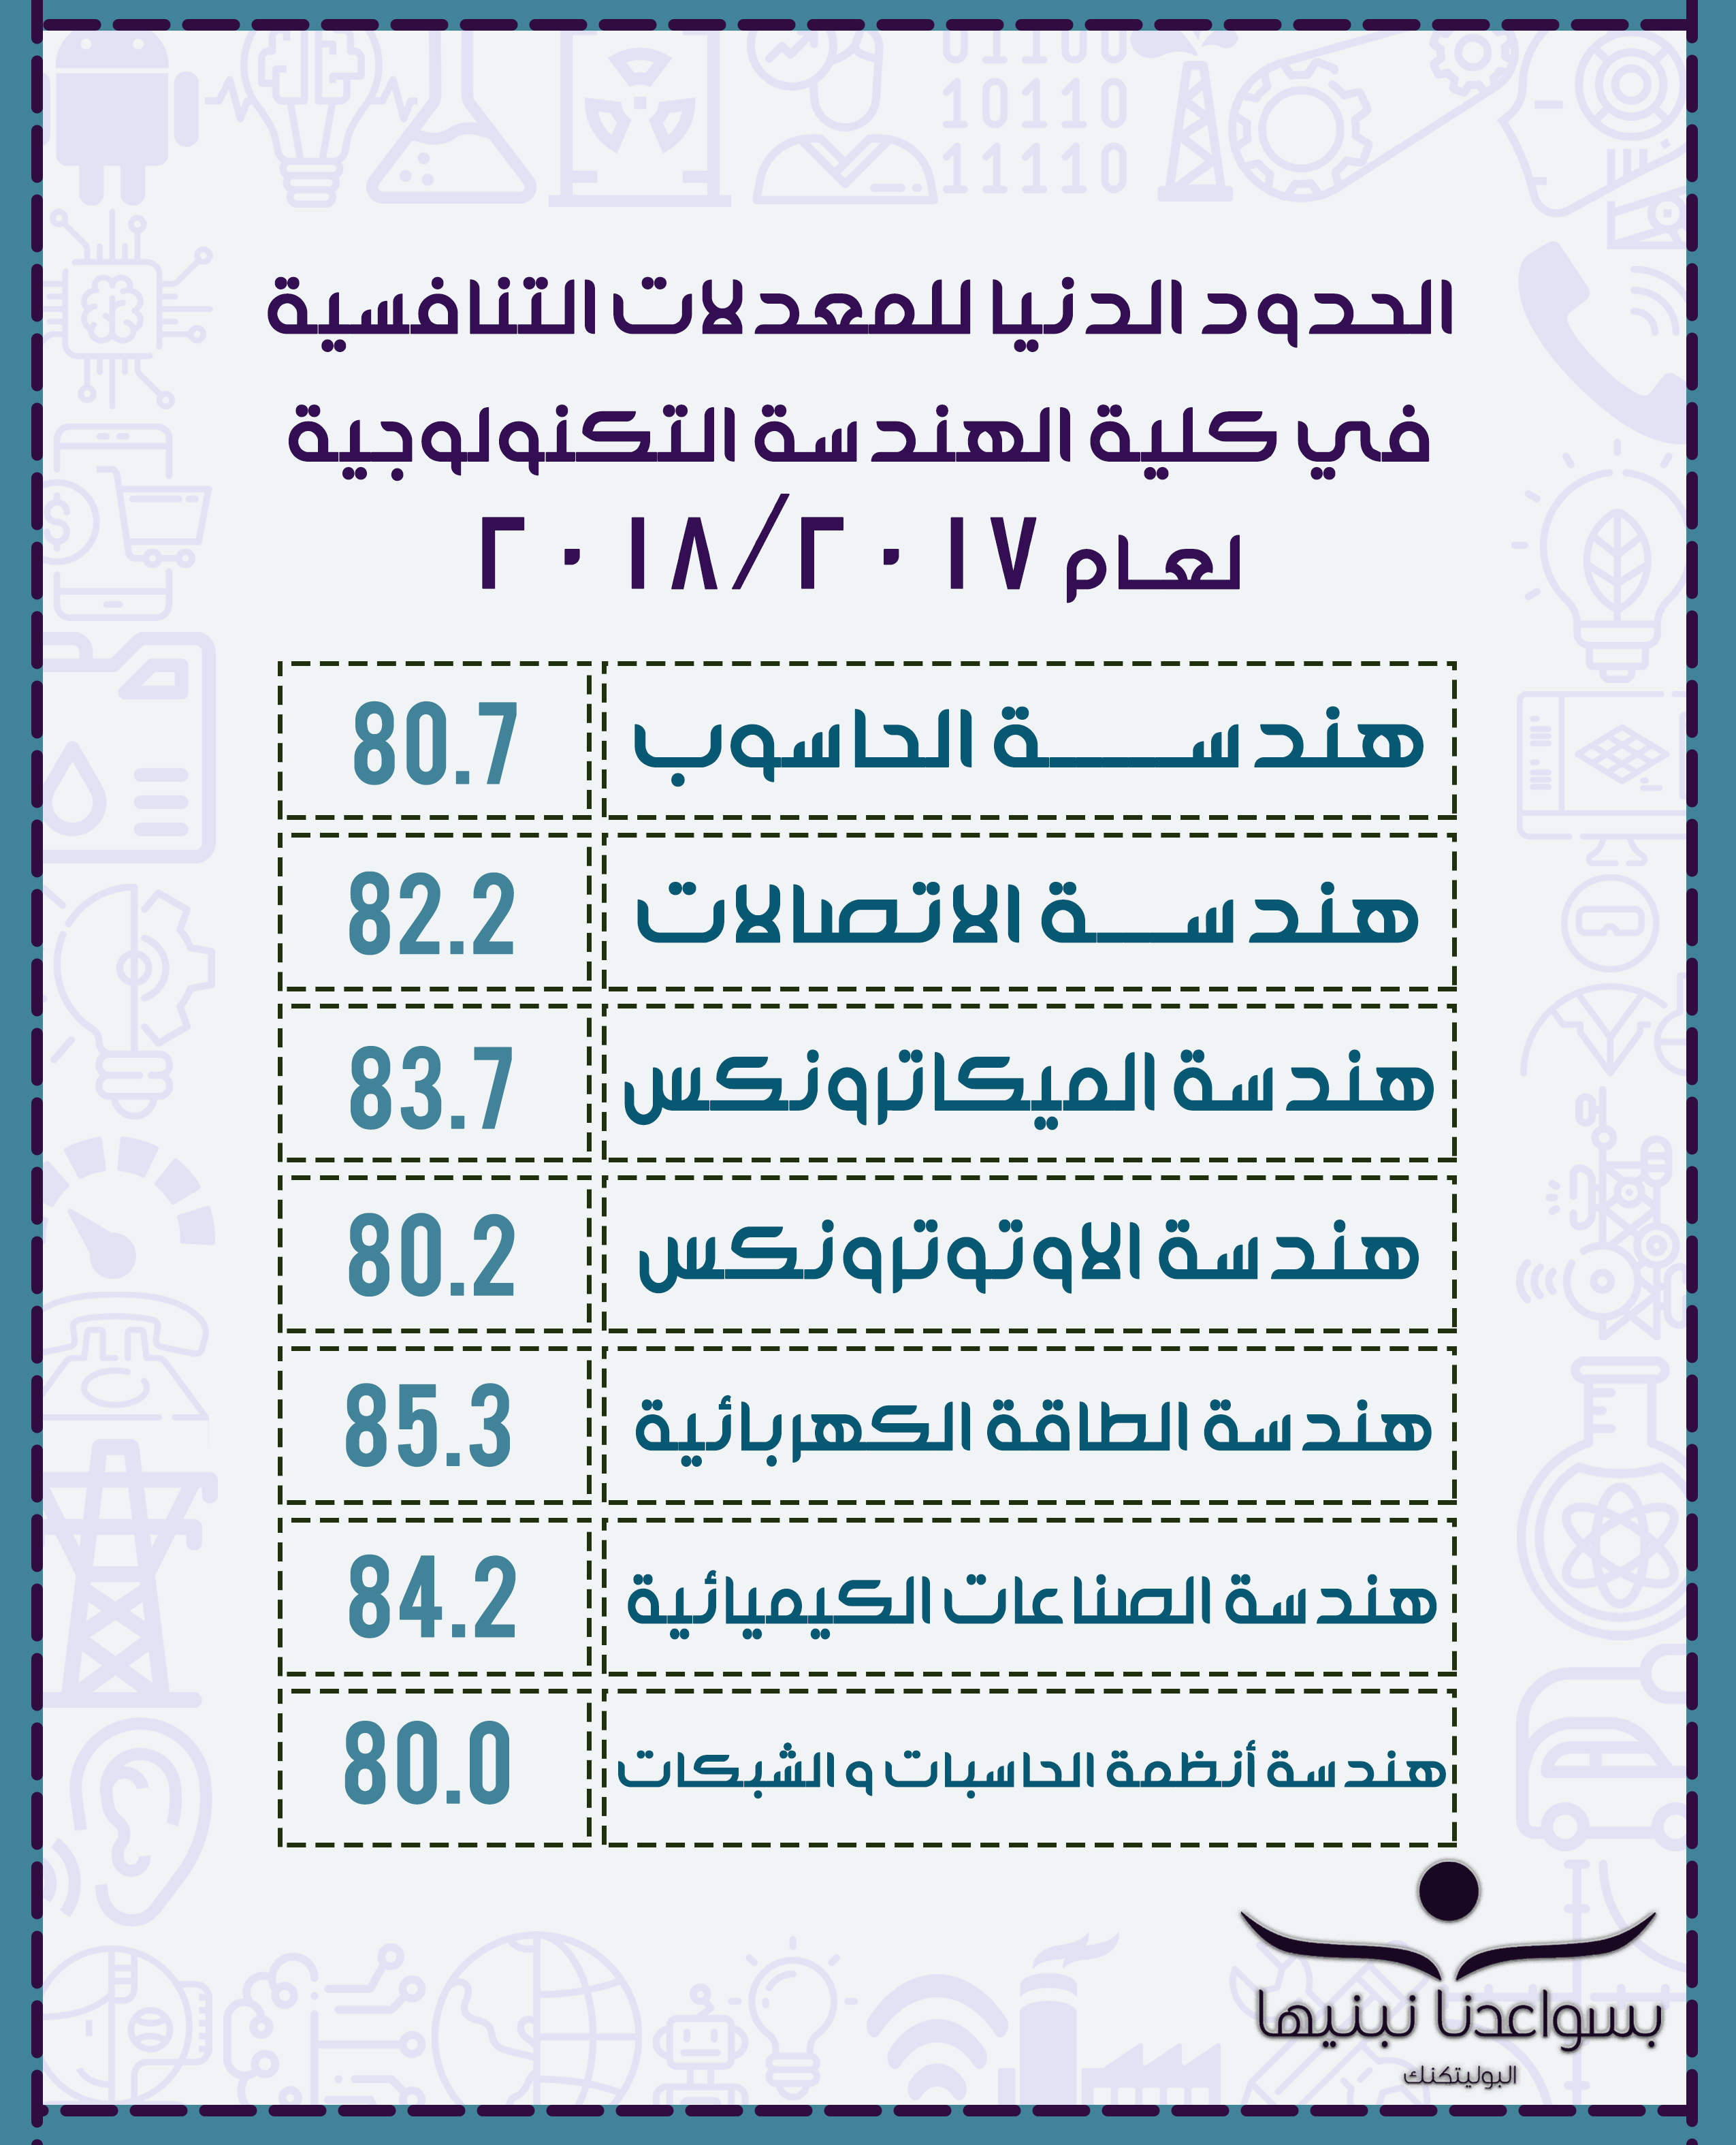 01100
10110
11110
الحدود الدنيا للمعدلات التنافسية
في كلية الهندسة التكنولوجية
لعام ٢٠١٨/٢٠١٧
هندســـــة الحاسوب 80.7
هندســـة الاتصالات 82.2
هندسة الميكاترونكس 83.7
هندسة الاوتوترونكس 80.2
هندسة الطاقة الكهربائية 85.3
هندسة الصناعات الكيميائية 84.2
هندسة أنظمة الحاسبات و الشبكات 80.0
بسواعدنا نبنيها
البوليتكنك